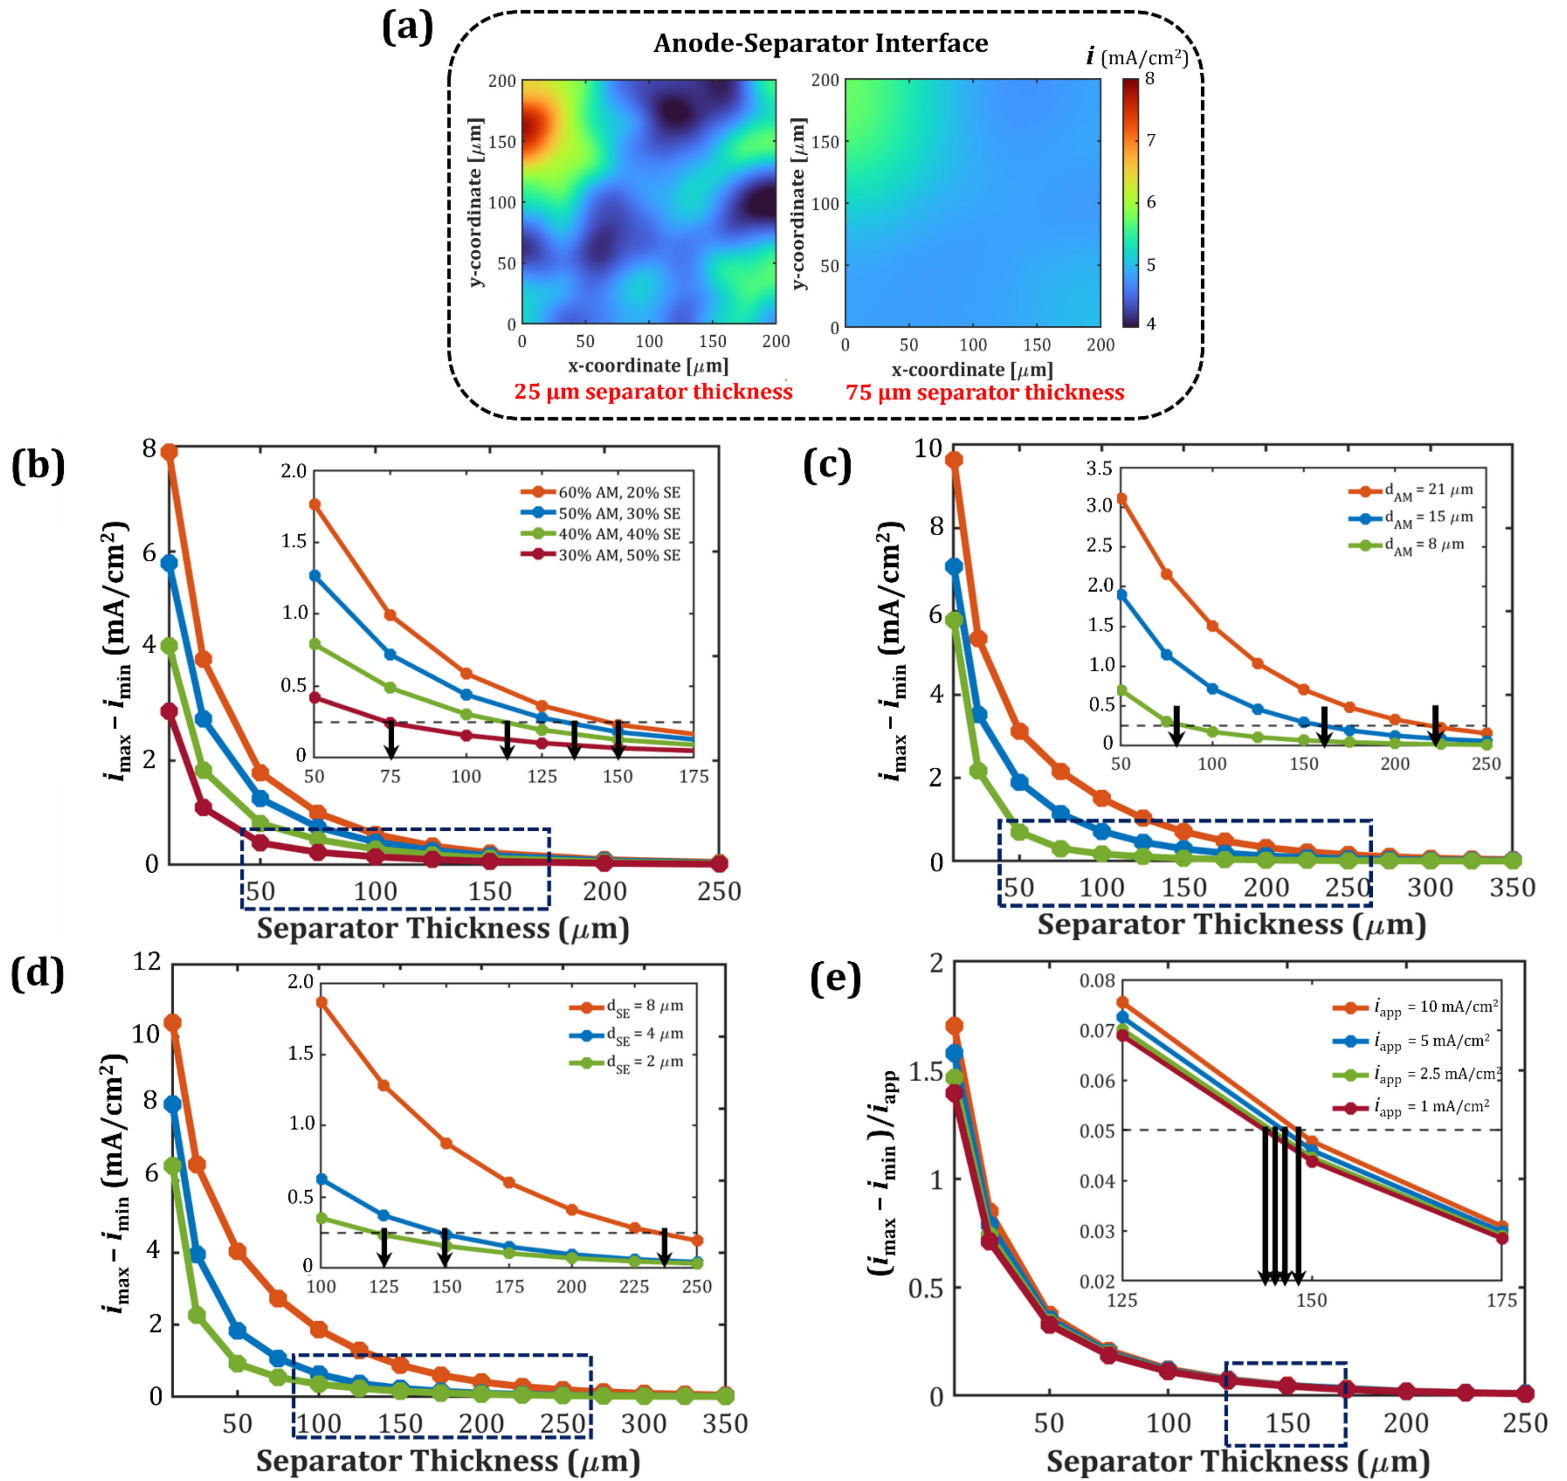 (a)
Anode-Separator Interface
i (mA/cm²)
200
150
100
50
0
y-coordinate [μm]
0 50 100 150 200
x-coordinate [μm]
25 μm separator thickness
200
150
100
50
0
y-coordinate [μm]
0 50 100 150 200
x-coordinate [μm]
75 μm separator thickness
8
7
6
5
4
(b)
8
6
4
2
0
i_max − i_min (mA/cm²)
50 100 150 200 250
Separator Thickness (μm)
2.0
1.5
1.0
0.5
0
50 75 100 125 150 175
60% AM, 20% SE
50% AM, 30% SE
40% AM, 40% SE
30% AM, 50% SE
(c)
10
8
6
4
2
0
i_max − i_min (mA/cm²)
50 100 150 200 250 300 350
Separator Thickness (μm)
3.5
3.0
2.5
2.0
1.5
1.0
0.5
0
50 100 150 200 250
d_AM = 21 μm
d_AM = 15 μm
d_AM = 8 μm
(d)
12
10
8
6
4
2
0
i_max − i_min (mA/cm²)
50 100 150 200 250 300 350
Separator Thickness (μm)
2.0
1.5
1.0
0.5
0
100 125 150 175 200 225 250
d_SE = 8 μm
d_SE = 4 μm
d_SE = 2 μm
(e)
2
1.5
1
0.5
0
(i_max − i_min)/i_app
50 100 150 200 250
Separator Thickness (μm)
0.08
0.07
0.06
0.05
0.04
0.03
0.02
125 150 175
i_app = 10 mA/cm²
i_app = 5 mA/cm²
i_app = 2.5 mA/cm²
i_app = 1 mA/cm²